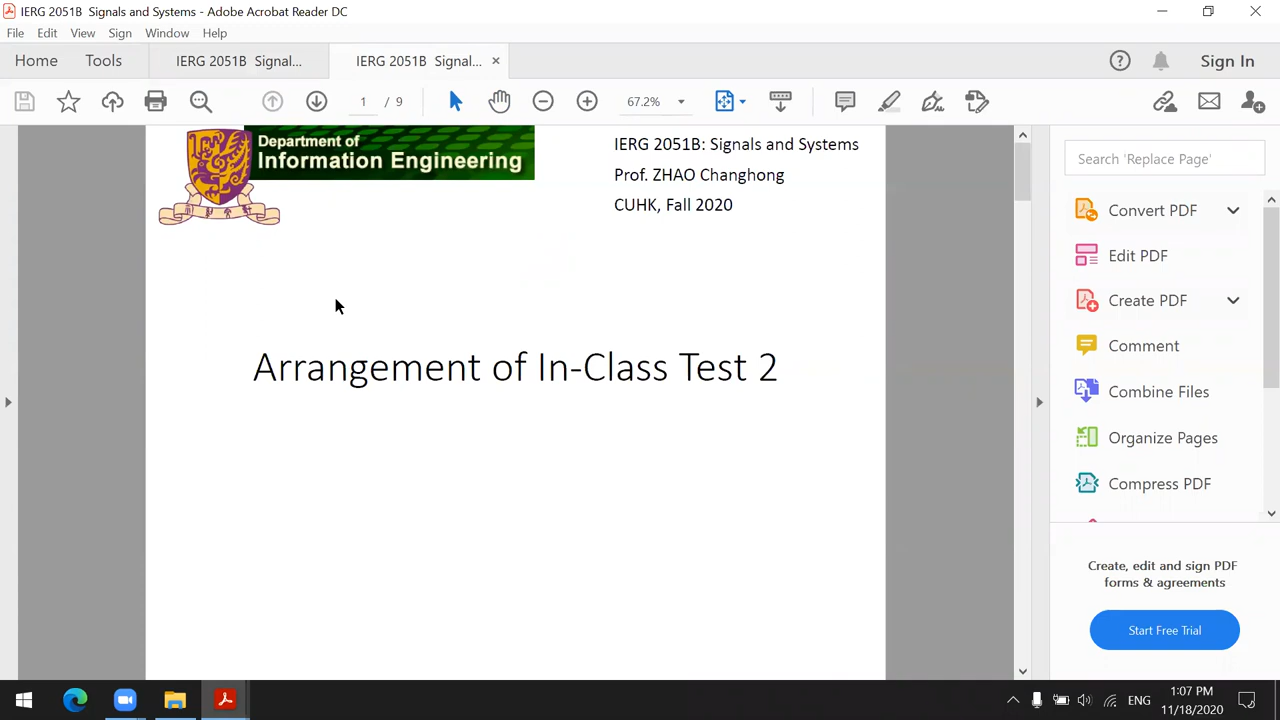 IERG 2051B  Signals and Systems - Adobe Acrobat Reader DC
File Edit View Sign Window Help
Home Tools IERG 2051B  Signal... IERG 2051B  Signal... ×
Sign In
1 / 9 67.2%
Department of
Information Engineering
IERG 2051B: Signals and Systems
Prof. ZHAO Changhong
CUHK, Fall 2020
Arrangement of In-Class Test 2
Search 'Replace Page'
Convert PDF
Edit PDF
Create PDF
Comment
Combine Files
Organize Pages
Compress PDF
Create, edit and sign PDF
forms & agreements
Start Free Trial
ENG
1:07 PM
11/18/2020